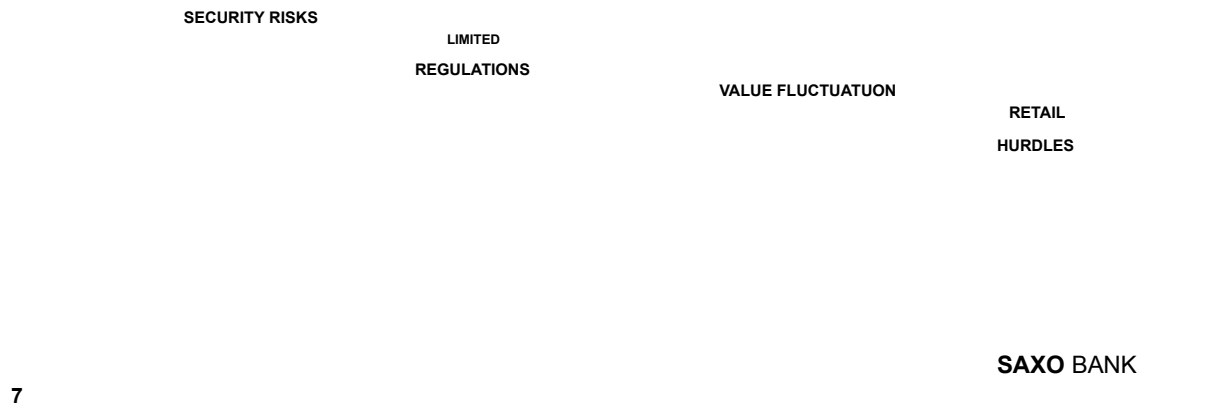 SECURITY RISKS
LIMITED
REGULATIONS
VALUE FLUCTUATUON
RETAIL
HURDLES
SAXO BANK
7